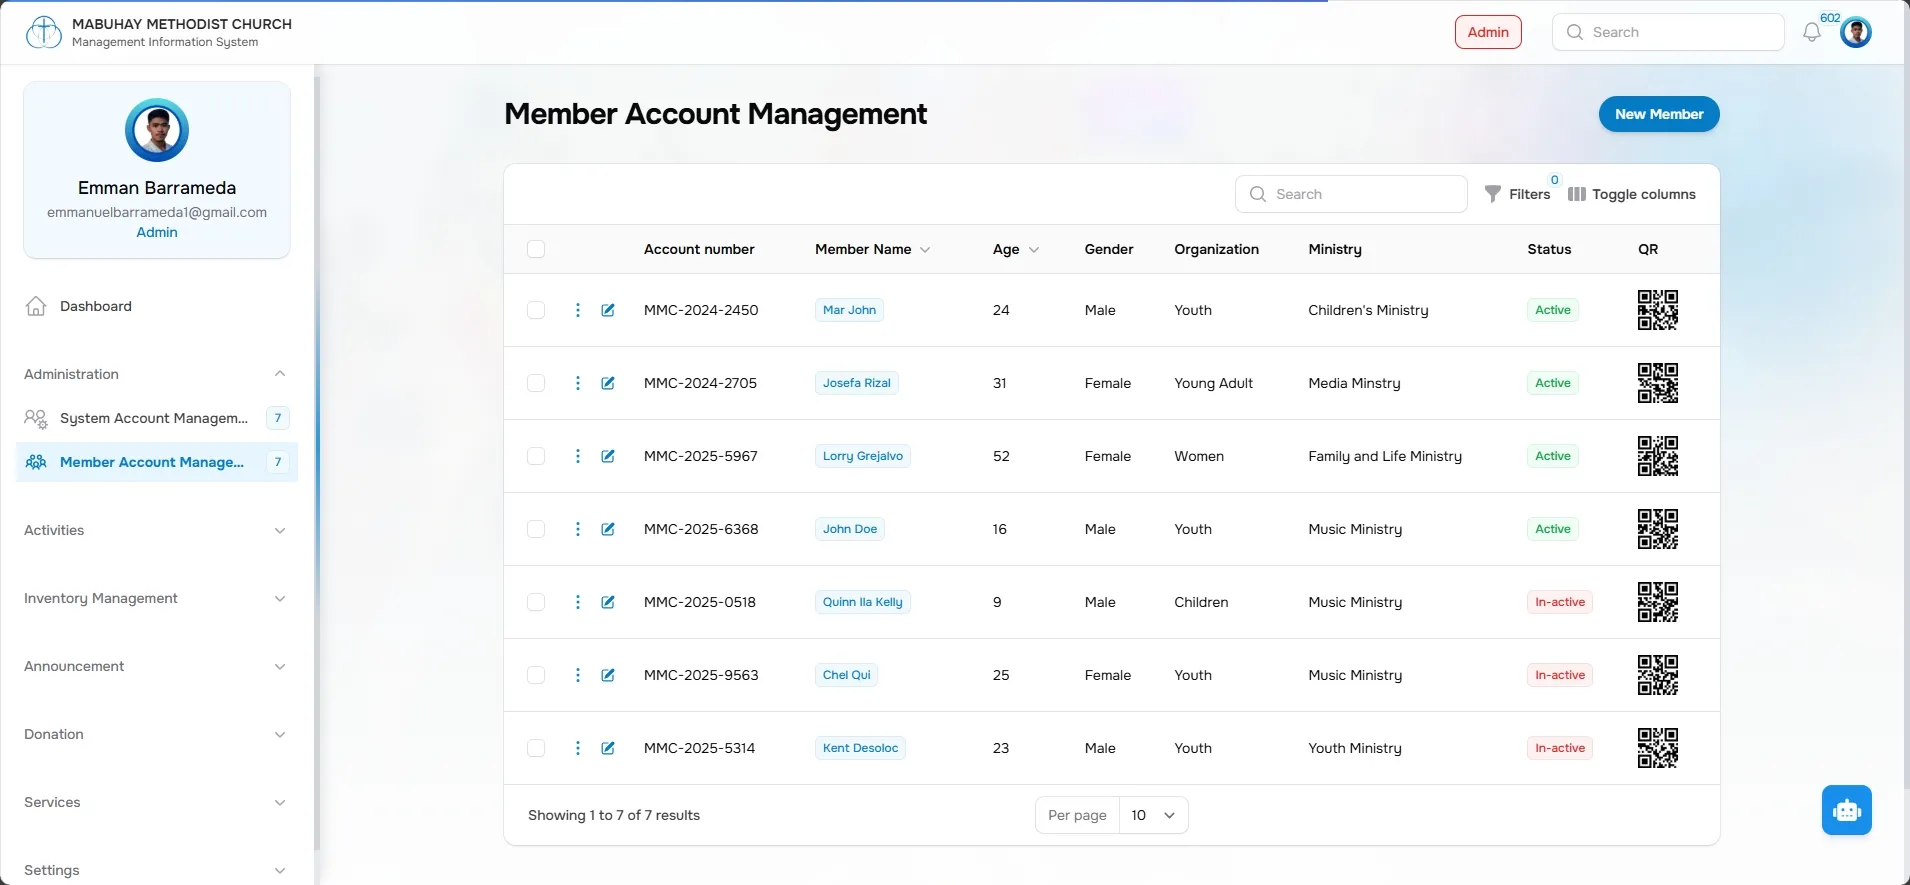 MABUHAY METHODIST CHURCH
Management Information System
Admin
Search
602
Emman Barrameda
emmanuelbarrameda1@gmail.com
Admin
Dashboard
Administration
System Account Managem... 7
Member Account Manage... 7
Activities
Inventory Management
Announcement
Donation
Services
Settings
Member Account Management
New Member
Search
Filters 0
Toggle columns
Account number Member Name Age Gender Organization Ministry Status QR
MMC-2024-2450 Mar John 24 Male Youth Children's Ministry Active
MMC-2024-2705 Josefa Rizal 31 Female Young Adult Media Minstry Active
MMC-2025-5967 Lorry Grejalvo 52 Female Women Family and Life Ministry Active
MMC-2025-6368 John Doe 16 Male Youth Music Ministry Active
MMC-2025-0518 Quinn Ila Kelly 9 Male Children Music Ministry In-active
MMC-2025-9563 Chel Qui 25 Female Youth Music Ministry In-active
MMC-2025-5314 Kent Desoloc 23 Male Youth Youth Ministry In-active
Showing 1 to 7 of 7 results
Per page 10